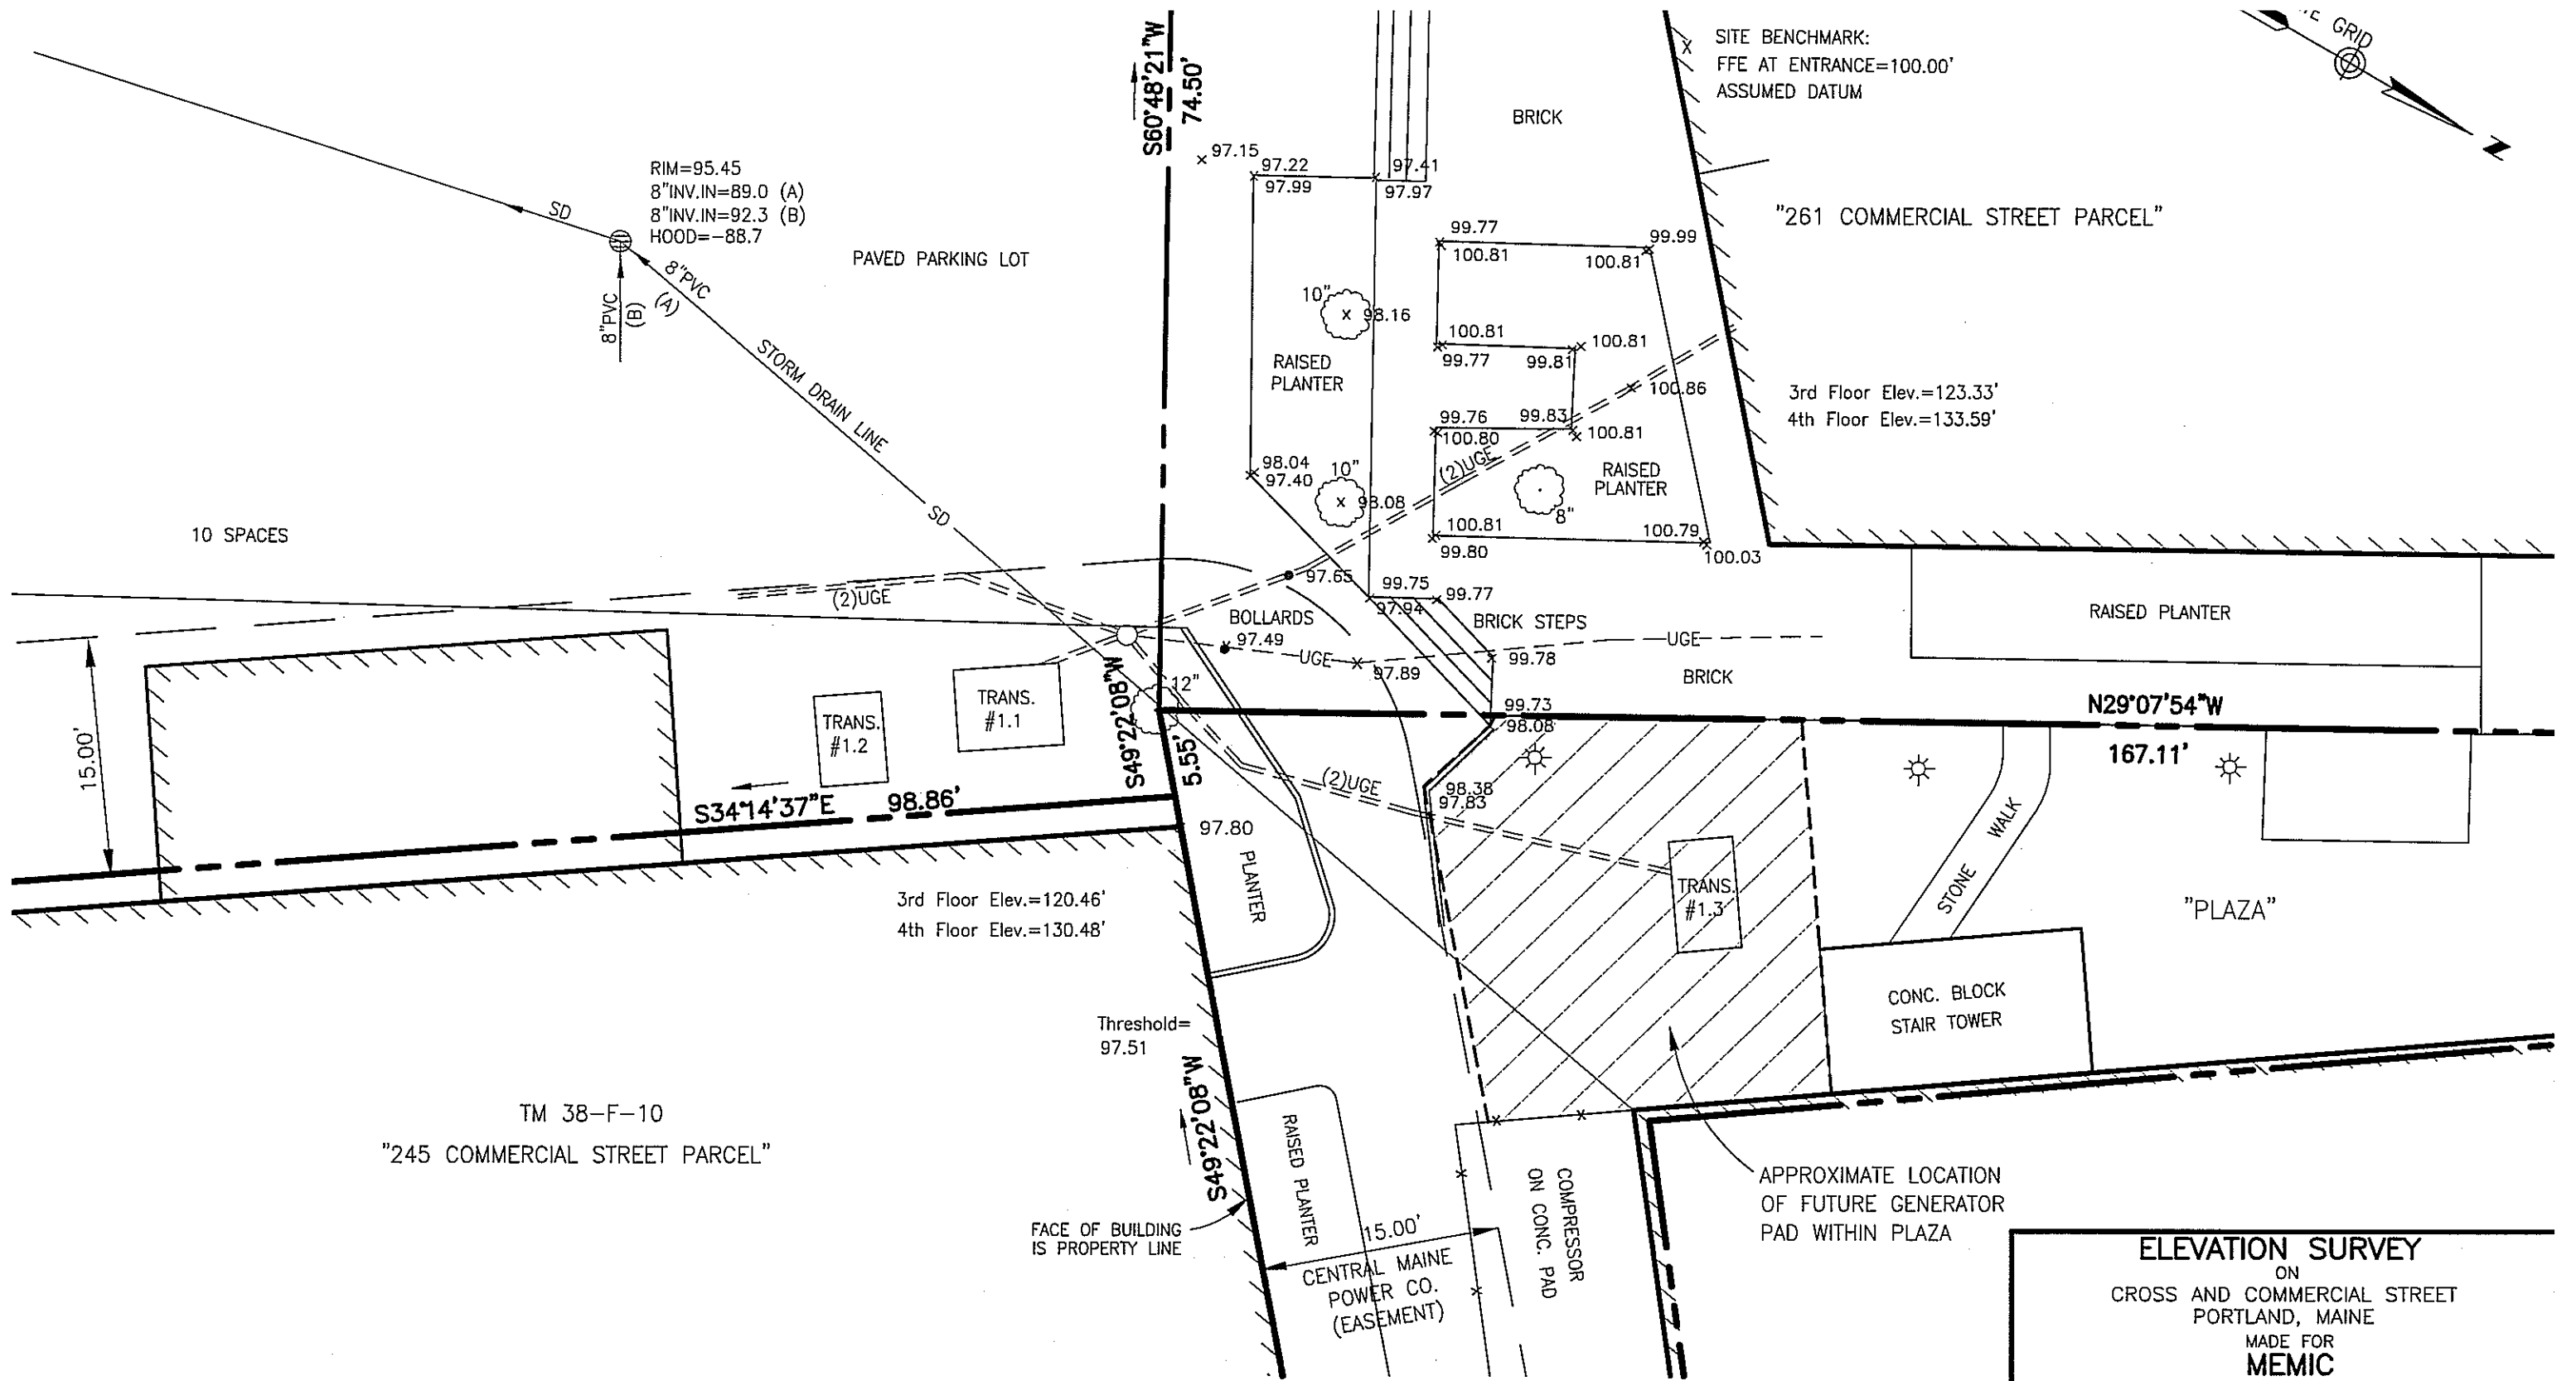 SITE BENCHMARK:
FFE AT ENTRANCE=100.00'
ASSUMED DATUM
GRID
N
S60°48'21"W
74.50'
BRICK
RIM=95.45
8"INV.IN=89.0 (A)
8"INV.IN=92.3 (B)
HOOD=-88.7
SD
8"PVC
(A)
8"PVC
(B)
PAVED PARKING LOT
STORM DRAIN LINE
SD
97.15
97.22
97.99
97.41
97.97
"261 COMMERCIAL STREET PARCEL"
99.77
100.81
99.99
100.81
10"
98.16
RAISED
PLANTER
100.81
99.77
99.81
100.81
100.86
3rd Floor Elev.=123.33'
4th Floor Elev.=133.59'
99.76
100.80
99.83
100.81
(2)UGE
RAISED
PLANTER
8"
98.04
97.40
10"
98.08
100.81
99.80
100.79
100.03
10 SPACES
(2)UGE
97.65
BOLLARDS
97.49
UGE
97.89
99.75
97.94
99.77
BRICK STEPS
UGE
99.78
BRICK
RAISED PLANTER
15.00'
TRANS.
#1.2
TRANS.
#1.1
12"
S49°22'08"W
5.55'
99.73
98.08
N29°07'54"W
167.11'
S34°14'37"E
98.86'
(2)UGE
98.38
97.83
97.80
PLANTER
TRANS.
#1.3
STONE WALK
"PLAZA"
3rd Floor Elev.=120.46'
4th Floor Elev.=130.48'
CONC. BLOCK
STAIR TOWER
Threshold=
97.51
S49°22'08"W
TM 38-F-10
"245 COMMERCIAL STREET PARCEL"
RAISED PLANTER
FACE OF BUILDING
IS PROPERTY LINE
15.00'
CENTRAL MAINE
POWER CO.
(EASEMENT)
COMPRESSOR
ON CONC. PAD
APPROXIMATE LOCATION
OF FUTURE GENERATOR
PAD WITHIN PLAZA
ELEVATION SURVEY
ON
CROSS AND COMMERCIAL STREET
PORTLAND, MAINE
MADE FOR
MEMIC